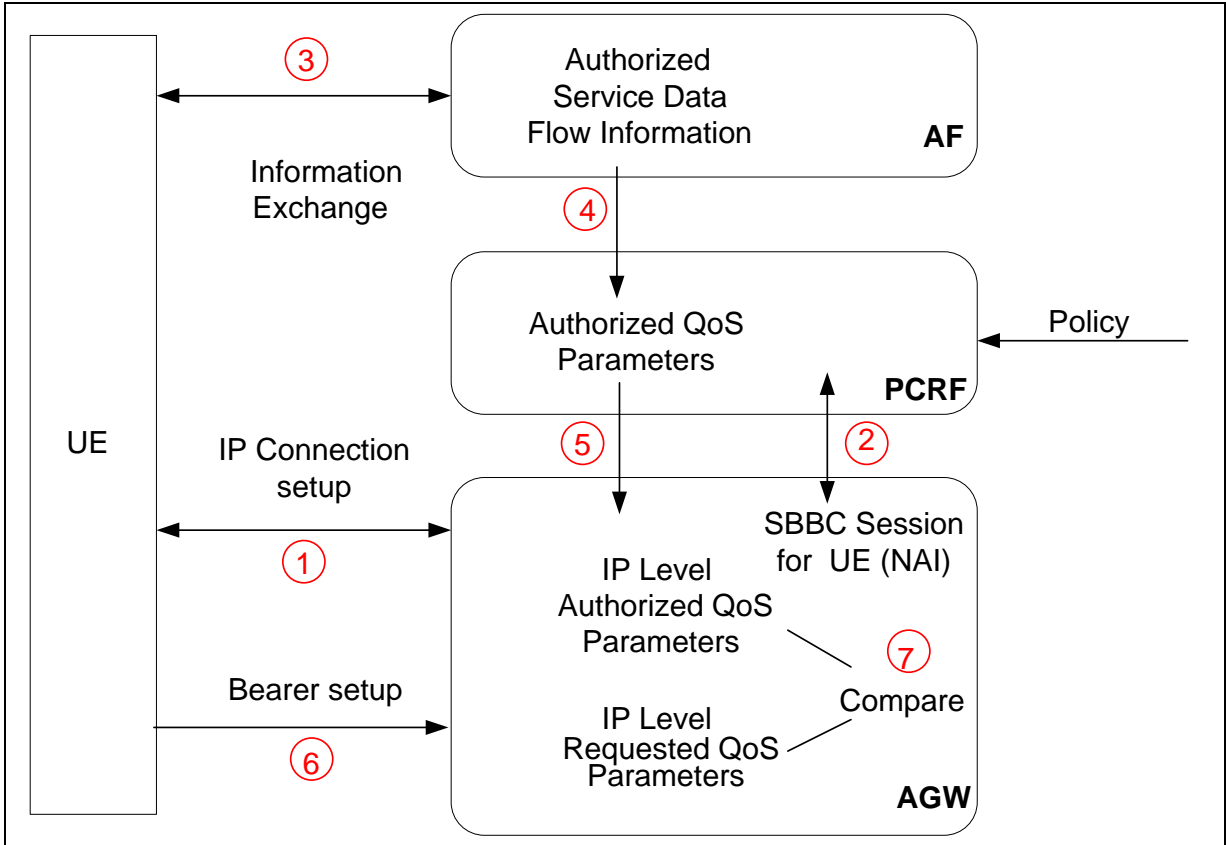 3
Authorized
Service Data
Flow Information
AF
Information
Exchange
4
Authorized QoS
Parameters
PCRF
Policy
UE
IP Connection
setup
5
2
1
SBBC Session
for UE (NAI)
IP Level
Authorized QoS
Parameters
7
Compare
Bearer setup
6
IP Level
Requested QoS
Parameters
AGW